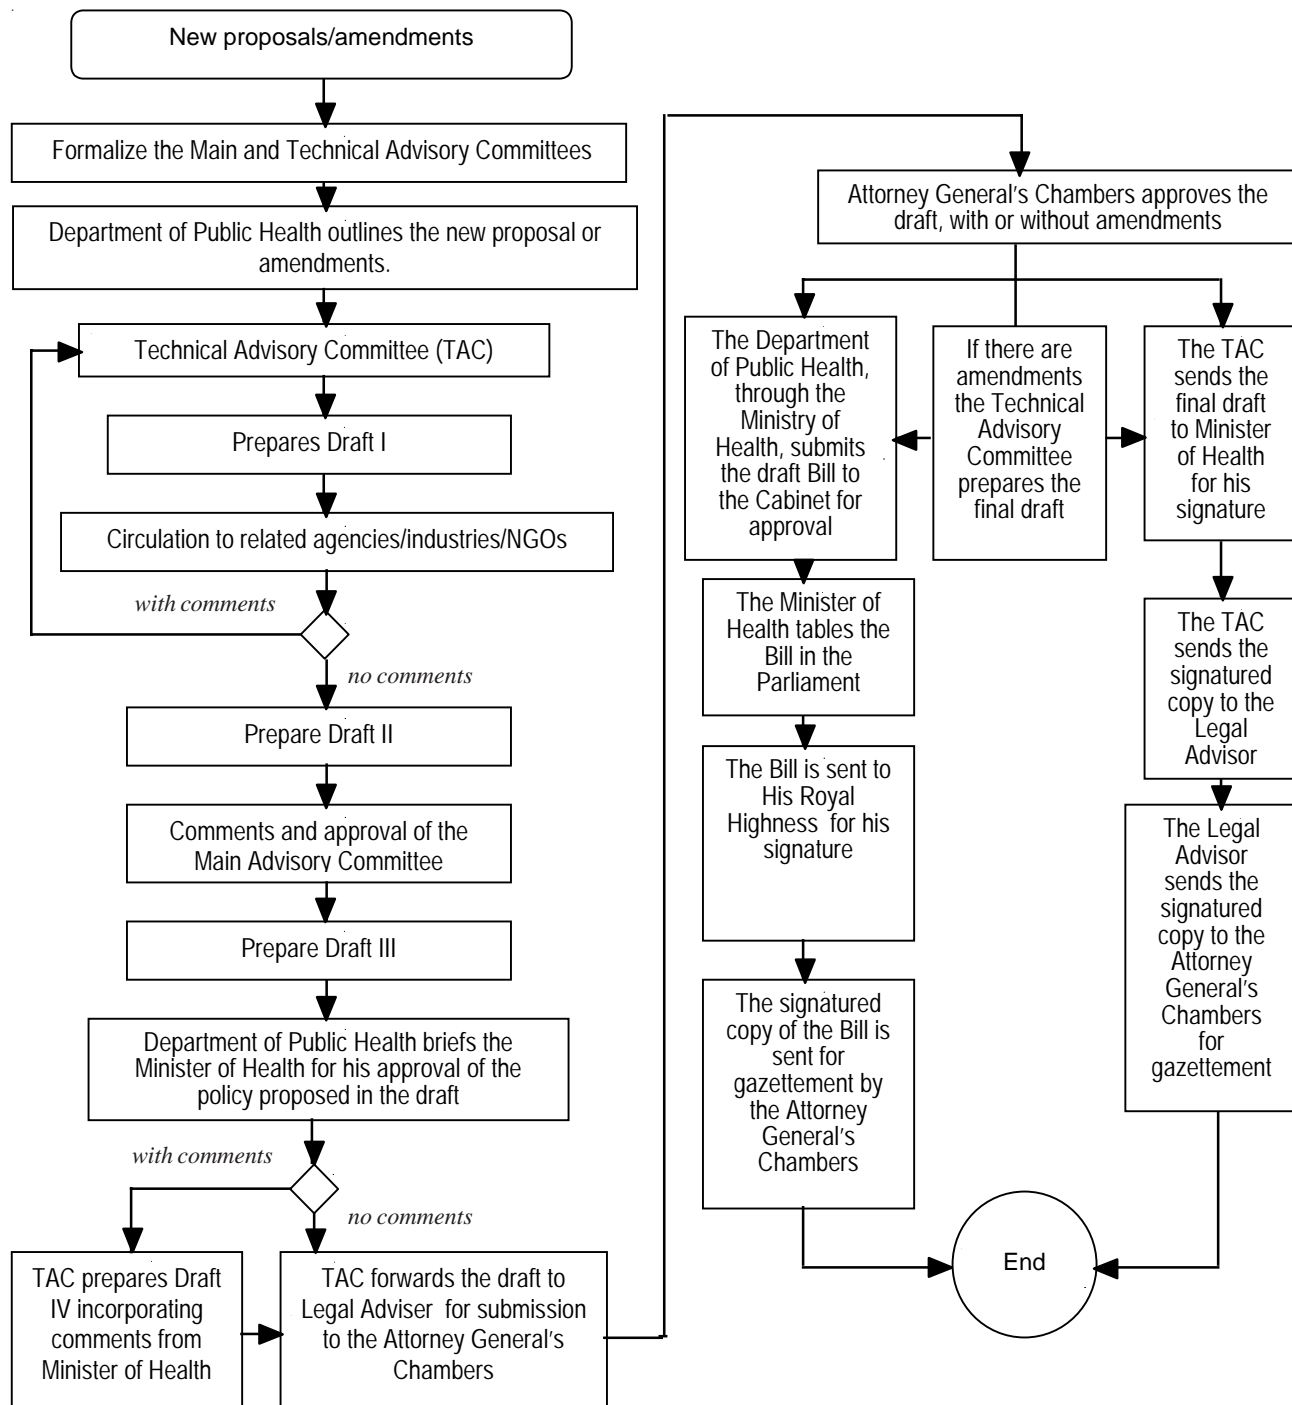 New proposals/amendments
Formalize the Main and Technical Advisory Committees
Department of Public Health outlines the new proposal or
amendments.
Technical Advisory Committee (TAC)
Prepares Draft I
Circulation to related agencies/industries/NGOs
with comments
no comments
Prepare Draft II
Comments and approval of the
Main Advisory Committee
Prepare Draft III
Department of Public Health briefs the
Minister of Health for his approval of the
policy proposed in the draft
with comments
no comments
TAC prepares Draft
IV incorporating
comments from
Minister of Health
TAC forwards the draft to
Legal Adviser for submission
to the Attorney General's
Chambers
Attorney General's Chambers approves the
draft, with or without amendments
The Department
of Public Health,
through the
Ministry of
Health, submits
the draft Bill to
the Cabinet for
approval
If there are
amendments
the Technical
Advisory
Committee
prepares the
final draft
The TAC
sends the
final draft
to Minister
of Health
for his
signature
The Minister of
Health tables the
Bill in the
Parliament
The Bill is sent to
His Royal
Highness for his
signature
The signatured
copy of the Bill is
sent for
gazettement by
the Attorney
General's
Chambers
The TAC
sends the
signatured
copy to the
Legal
Advisor
The Legal
Advisor
sends the
signatured
copy to the
Attorney
General's
Chambers
for
gazettement
End